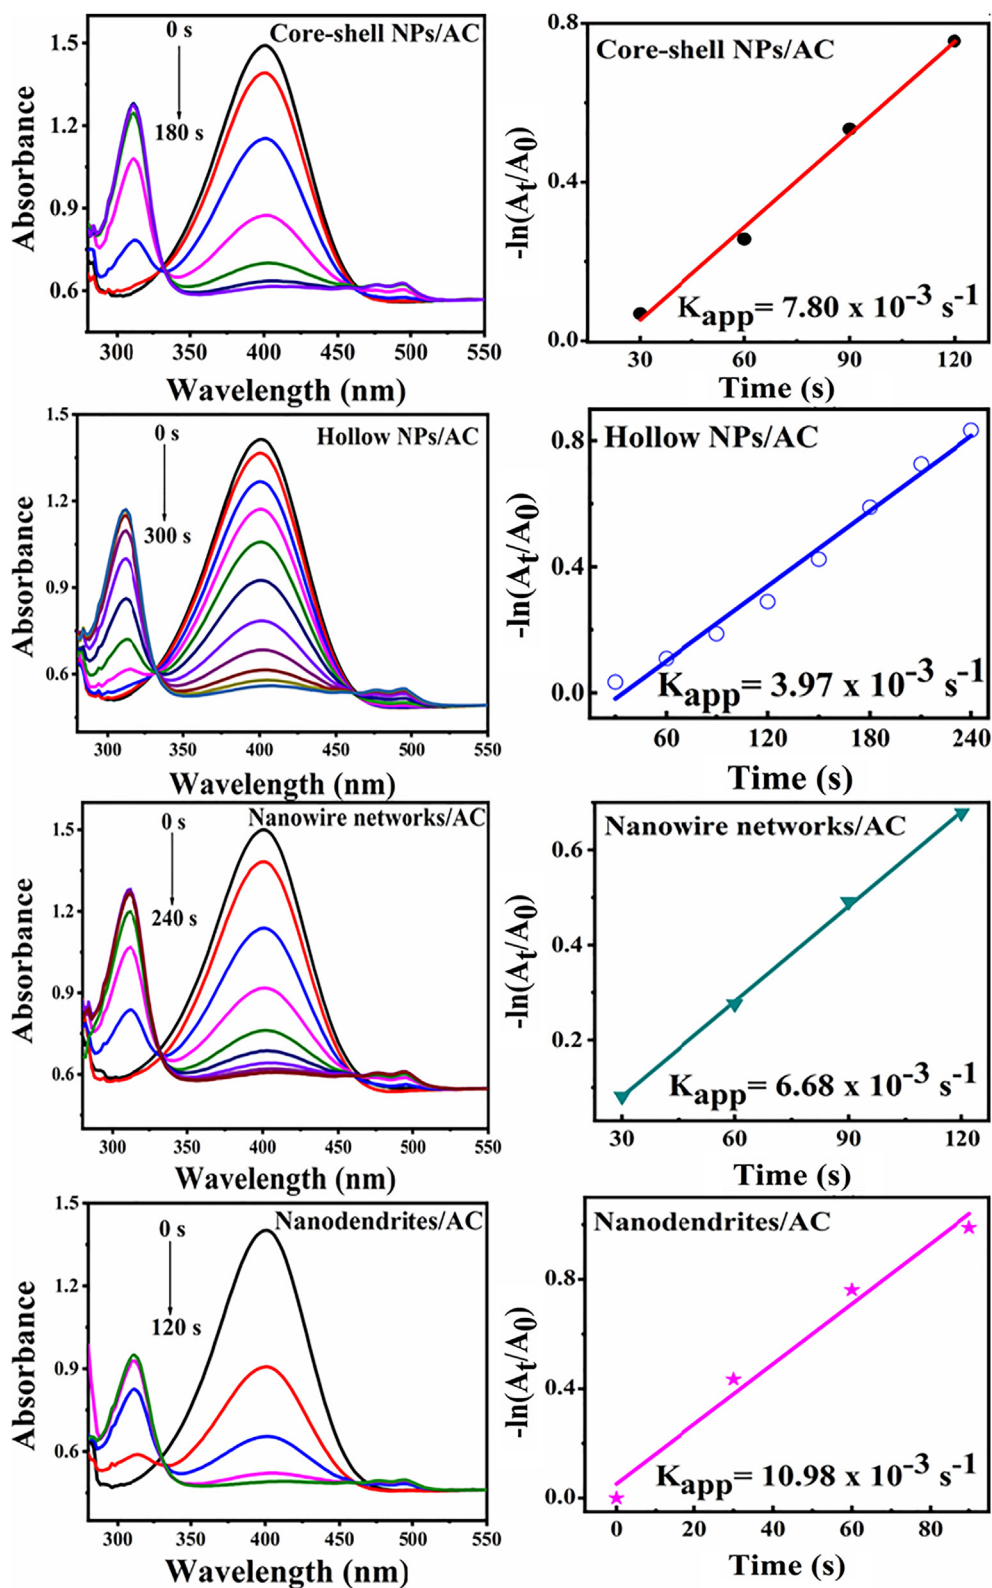 Core-shell NPs/AC
0 s
180 s
1.5
1.2
0.9
0.6
Absorbance
300 350 400 450 500 550
Wavelength (nm)
Core-shell NPs/AC
0.8
0.4
0.0
-ln(At/A0)
Kapp= 7.80 x 10-3 s-1
30 60 90 120
Time (s)
Hollow NPs/AC
0 s
300 s
1.5
1.2
0.9
0.6
Absorbance
300 350 400 450 500 550
Wavelength (nm)
Hollow NPs/AC
0.8
0.4
0.0
-ln(At/A0)
Kapp= 3.97 x 10-3 s-1
60 120 180 240
Time (s)
Nanowire networks/AC
0 s
240 s
1.5
1.2
0.9
0.6
Absorbance
300 350 400 450 500 550
Wavelength (nm)
Nanowire networks/AC
0.6
0.4
0.2
-ln(At/A0)
Kapp= 6.68 x 10-3 s-1
30 60 90 120
Time (s)
Nanodendrites/AC
0 s
120 s
1.5
1.2
0.9
0.6
Absorbance
300 350 400 450 500 550
Wavelength (nm)
Nanodendrites/AC
0.8
0.4
0.0
-ln(At/A0)
Kapp= 10.98 x 10-3 s-1
0 20 40 60 80
Time (s)